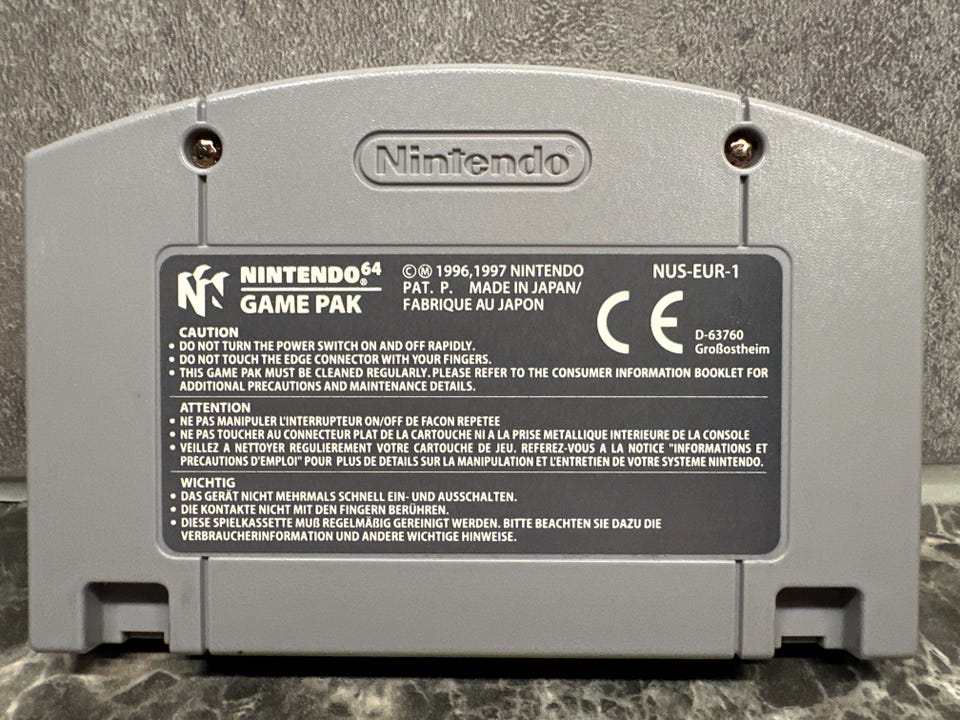 Nintendo®
NINTENDO®64
GAME PAK
©Ⓜ 1996,1997 NINTENDO
PAT. P. MADE IN JAPAN/
FABRIQUE AU JAPON
NUS-EUR-1
CE
D-63760
Großostheim
CAUTION
• DO NOT TURN THE POWER SWITCH ON AND OFF RAPIDLY.
• DO NOT TOUCH THE EDGE CONNECTOR WITH YOUR FINGERS.
• THIS GAME PAK MUST BE CLEANED REGULARLY. PLEASE REFER TO THE CONSUMER INFORMATION BOOKLET FOR
ADDITIONAL PRECAUTIONS AND MAINTENANCE DETAILS.
ATTENTION
• NE PAS MANIPULER L'INTERRUPTEUR ON/OFF DE FACON REPETEE
• NE PAS TOUCHER AU CONNECTEUR PLAT DE LA CARTOUCHE NI A LA PRISE METALLIQUE INTERIEURE DE LA CONSOLE
• VEILLEZ A NETTOYER REGULIEREMENT VOTRE CARTOUCHE DE JEU. REFEREZ-VOUS A LA NOTICE "INFORMATIONS ET
PRECAUTIONS D'EMPLOI" POUR PLUS DE DETAILS SUR LA MANIPULATION ET L'ENTRETIEN DE VOTRE SYSTEME NINTENDO.
WICHTIG
• DAS GERÄT NICHT MEHRMALS SCHNELL EIN- UND AUSSCHALTEN.
• DIE KONTAKTE NICHT MIT DEN FINGERN BERÜHREN.
• DIESE SPIELKASSETTE MUß REGELMÄßIG GEREINIGT WERDEN. BITTE BEACHTEN SIE DAZU DIE
VERBRAUCHERINFORMATION UND ANDERE WICHTIGE HINWEISE.